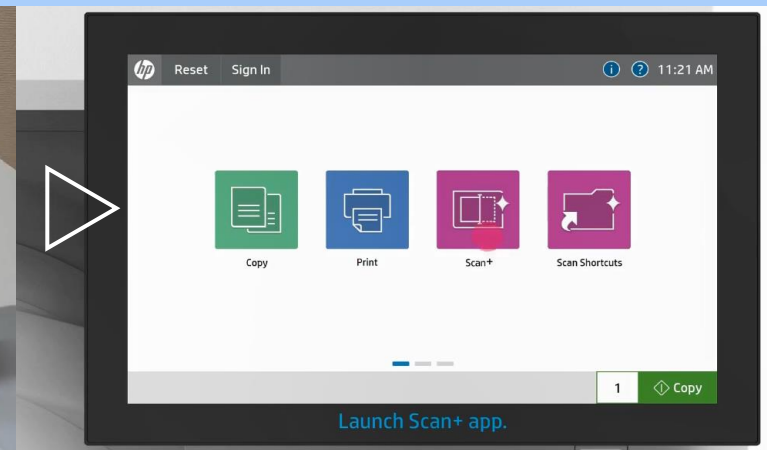 hp Reset Sign In i ? 11:21 AM
Copy Print Scan+ Scan Shortcuts
1 Copy
Launch Scan+ app.